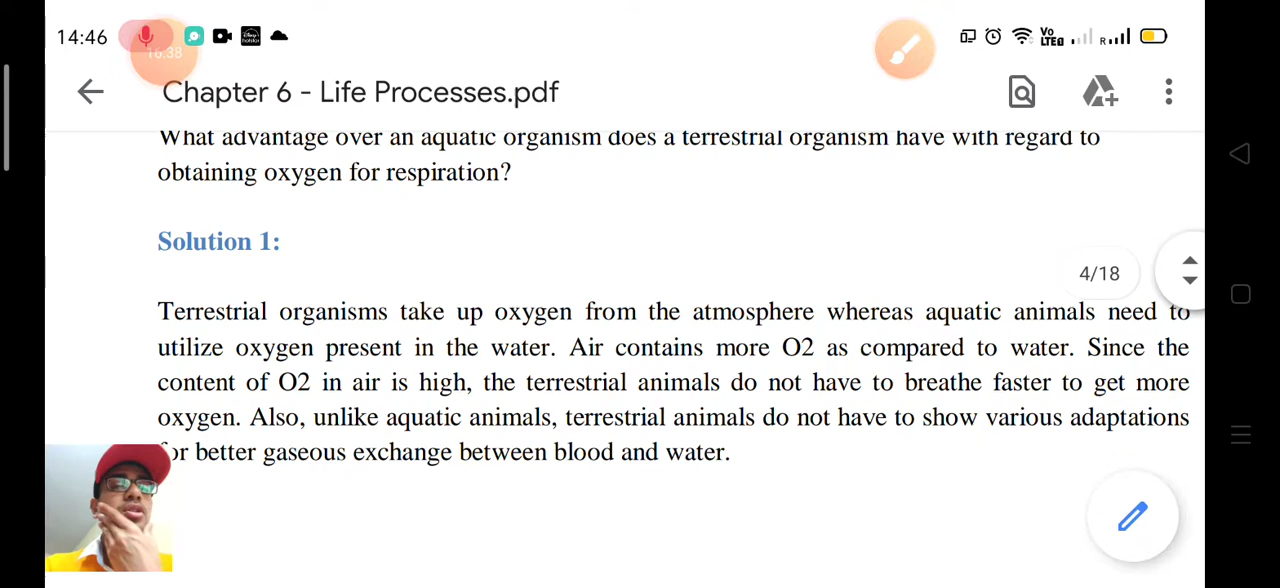 14:46
16:38
Vo
LTE
R
Chapter 6 - Life Processes.pdf
What advantage over an aquatic organism does a terrestrial organism have with regard to
obtaining oxygen for respiration?
Solution 1:
4/18
Terrestrial organisms take up oxygen from the atmosphere whereas aquatic animals need to
utilize oxygen present in the water. Air contains more O2 as compared to water. Since the
content of O2 in air is high, the terrestrial animals do not have to breathe faster to get more
oxygen. Also, unlike aquatic animals, terrestrial animals do not have to show various adaptations
for better gaseous exchange between blood and water.